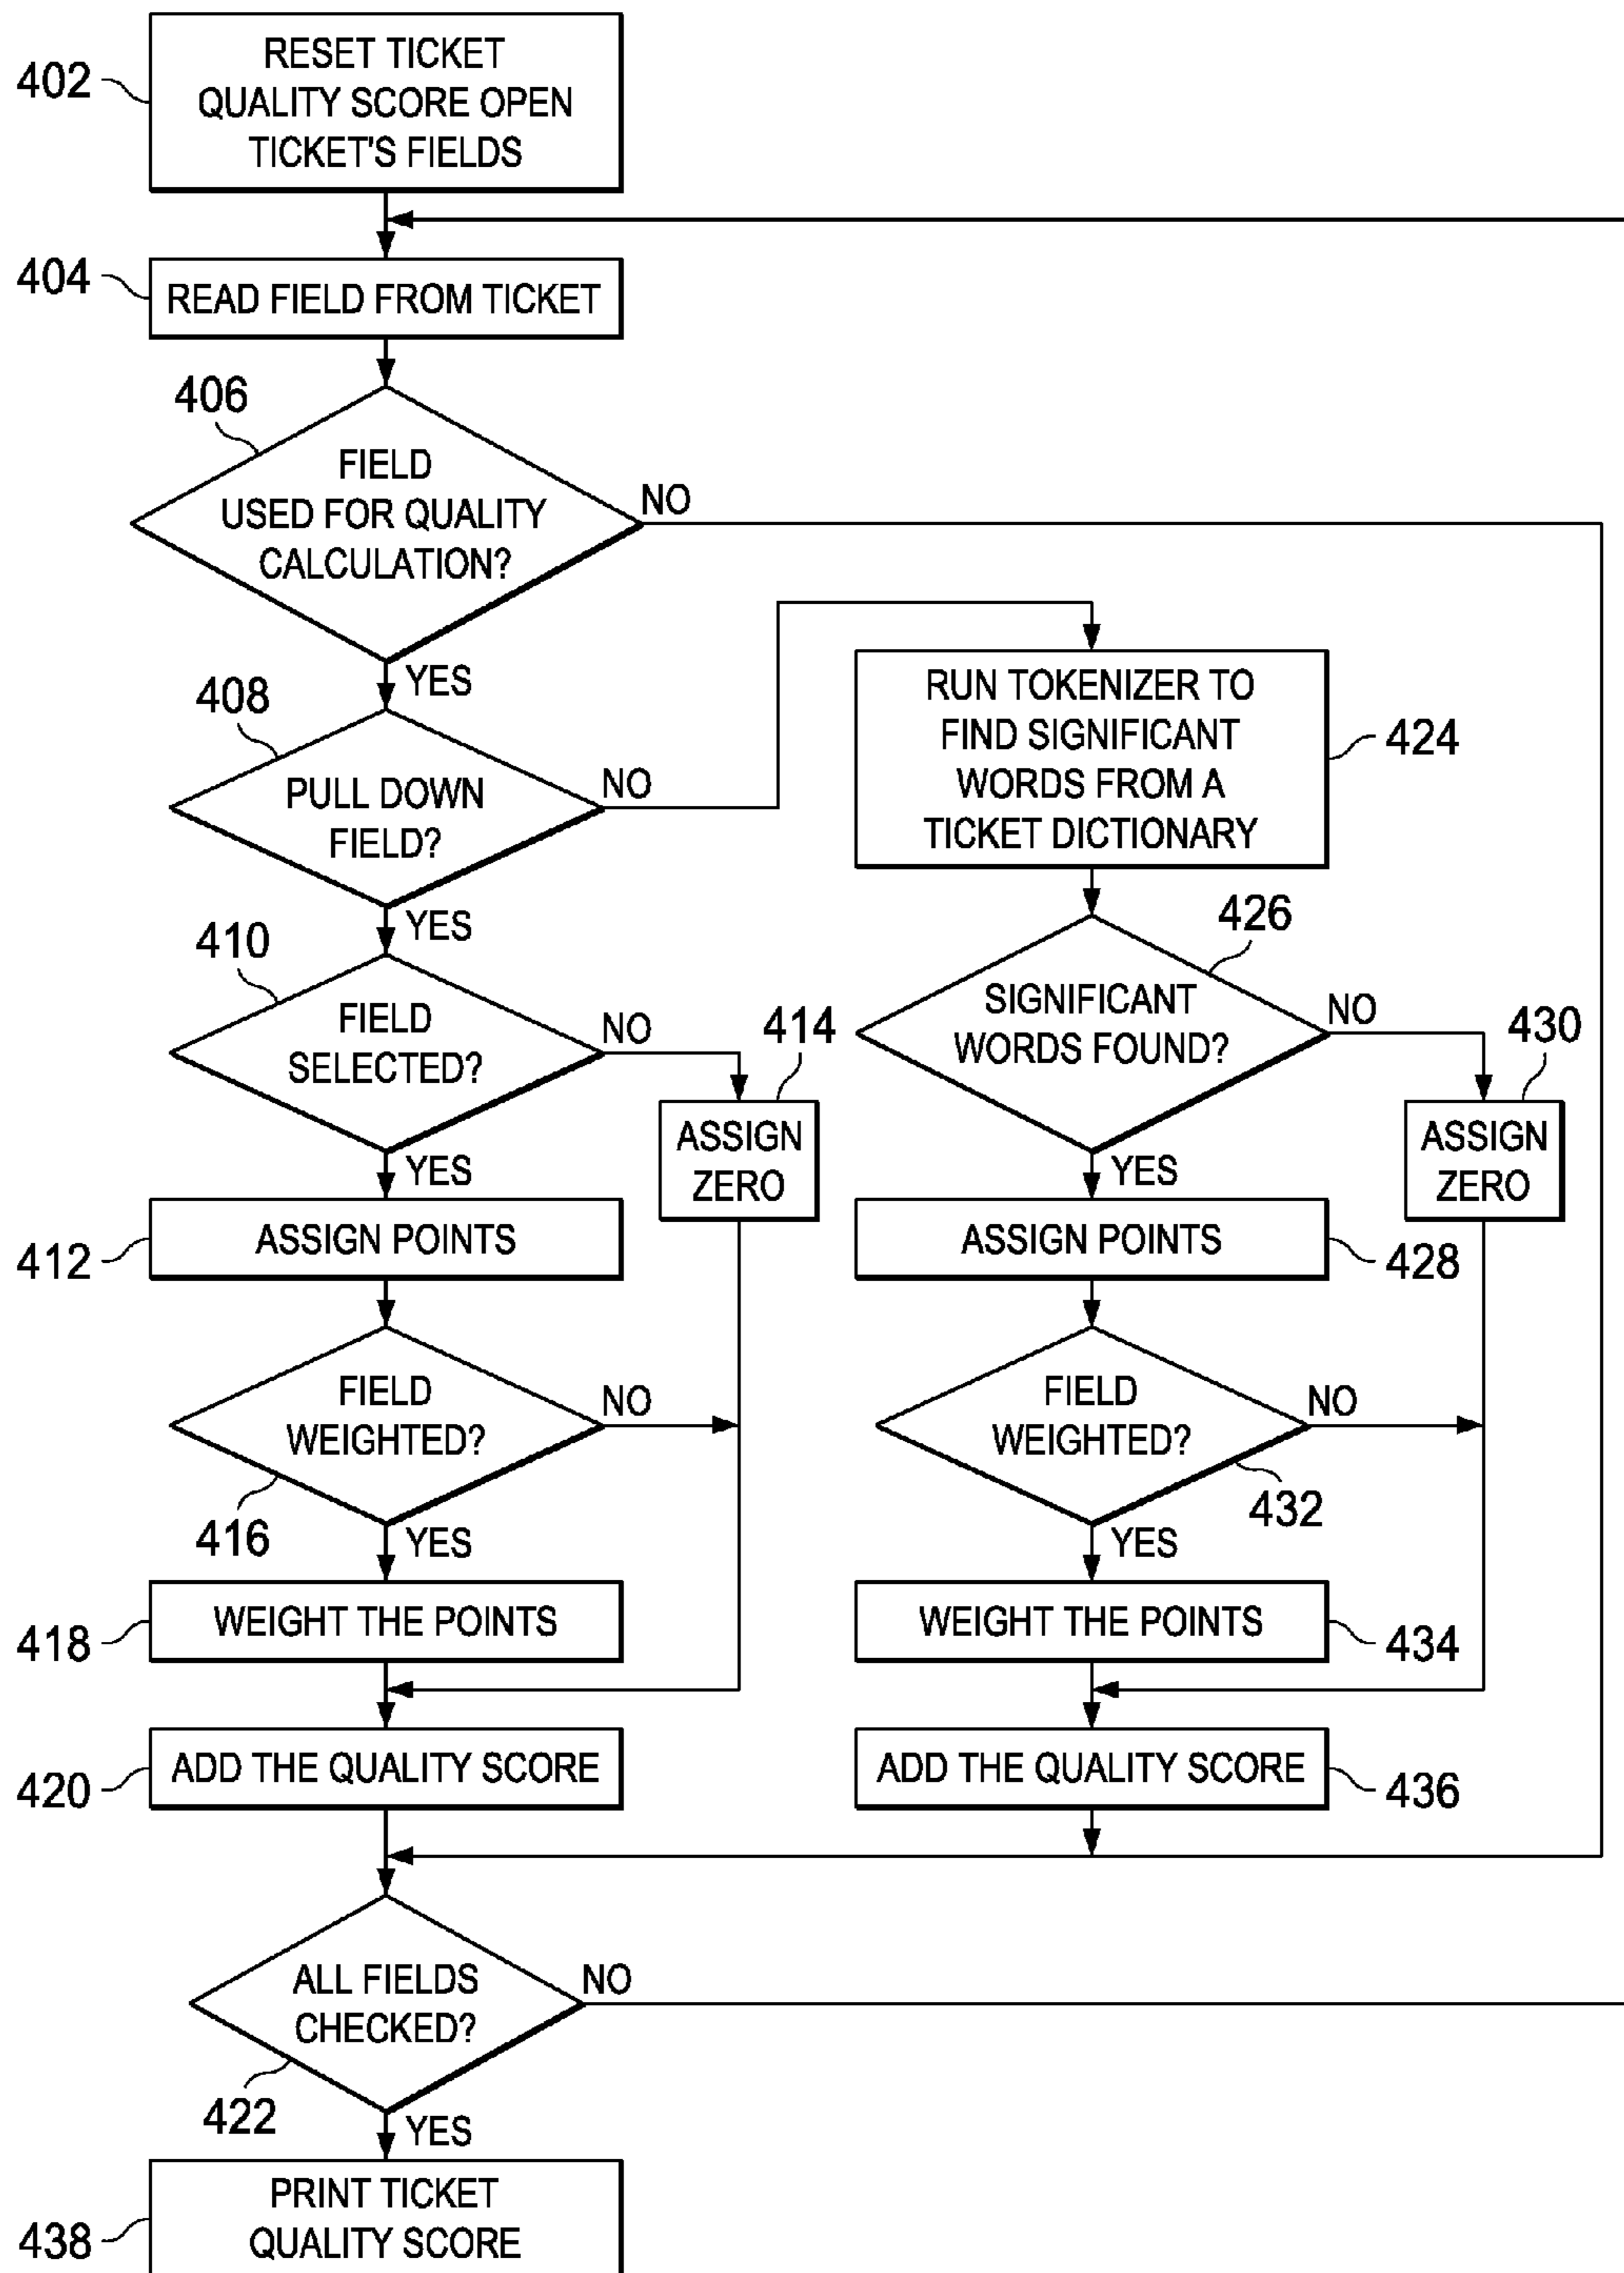 402
RESET TICKET
QUALITY SCORE OPEN
TICKET'S FIELDS
404
READ FIELD FROM TICKET
406
FIELD
USED FOR QUALITY
CALCULATION?
NO
YES
408
PULL DOWN
FIELD?
NO
YES
RUN TOKENIZER TO
FIND SIGNIFICANT
WORDS FROM A
TICKET DICTIONARY
424
410
FIELD
SELECTED?
NO
YES
414
ASSIGN
ZERO
426
SIGNIFICANT
WORDS FOUND?
NO
YES
430
ASSIGN
ZERO
412
ASSIGN POINTS
ASSIGN POINTS
428
FIELD
WEIGHTED?
NO
416
YES
FIELD
WEIGHTED?
NO
432
YES
418
WEIGHT THE POINTS
WEIGHT THE POINTS
434
420
ADD THE QUALITY SCORE
ADD THE QUALITY SCORE
436
ALL FIELDS
CHECKED?
NO
422
YES
438
PRINT TICKET
QUALITY SCORE